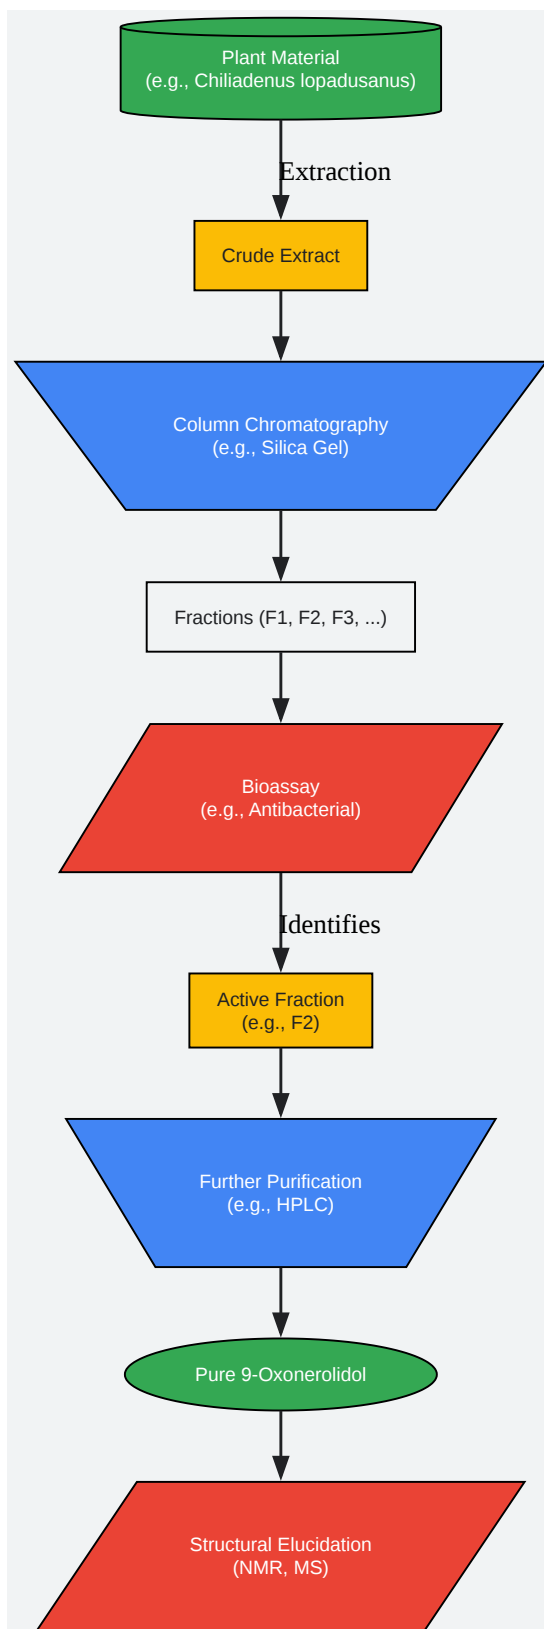 Plant Material
(e.g., Chiliadenus lopadusanus)
Extraction
Crude Extract
Column Chromatography
(e.g., Silica Gel)
Fractions (F1, F2, F3, ...)
Bioassay
(e.g., Antibacterial)
Identifies
Active Fraction
(e.g., F2)
Further Purification
(e.g., HPLC)
Pure 9-Oxonerolidol
Structural Elucidation
(NMR, MS)